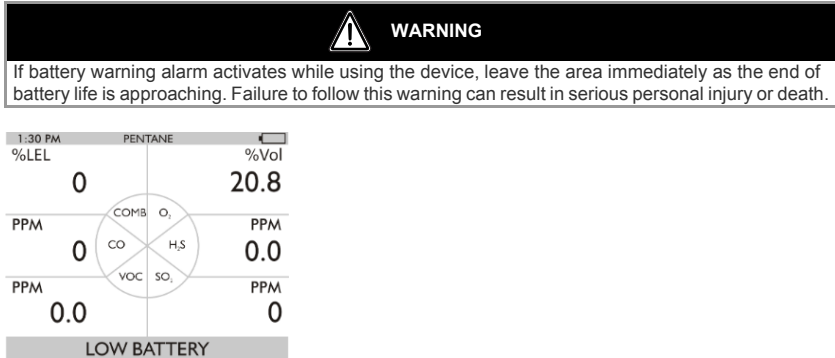 WARNING
If battery warning alarm activates while using the device, leave the area immediately as the end of
battery life is approaching. Failure to follow this warning can result in serious personal injury or death.
1:30 PM PENTANE
%LEL %Vol
0 20.8
COMB O₂
PPM PPM
0 CO H₂S 0.0
VOC SO₂
PPM PPM
0.0 0
LOW BATTERY